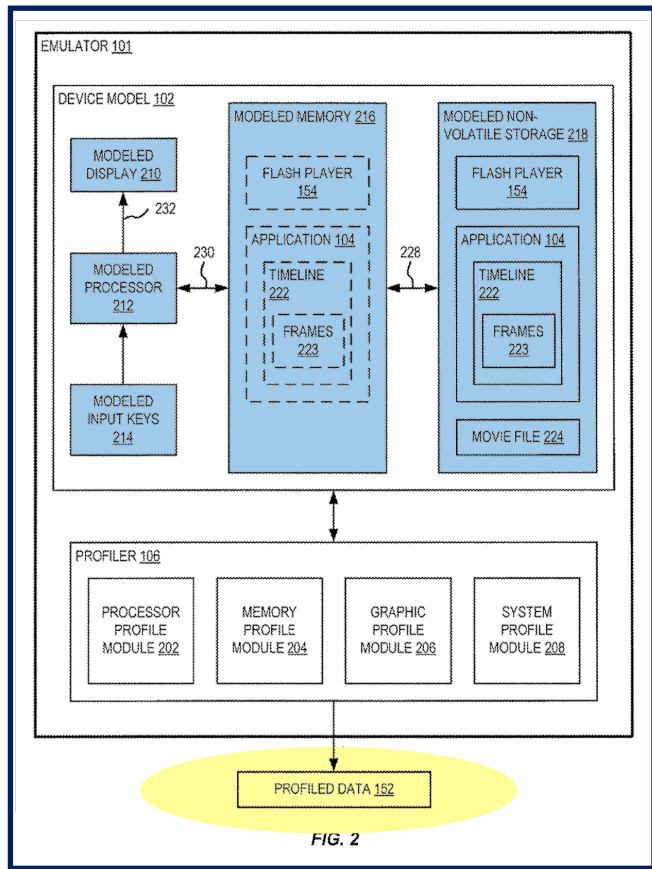 EMULATOR 101
DEVICE MODEL 102
MODELED
DISPLAY 210
232
MODELED
PROCESSOR
212
MODELED
INPUT KEYS
214
230
MODELED MEMORY 216
FLASH PLAYER
154
APPLICATION 104
TIMELINE
222
FRAMES
223
228
MODELED NON-
VOLATILE STORAGE 218
FLASH PLAYER
154
APPLICATION 104
TIMELINE
222
FRAMES
223
MOVIE FILE 224
PROFILER 106
PROCESSOR
PROFILE
MODULE 202
MEMORY
PROFILE
MODULE 204
GRAPHIC
PROFILE
MODULE 206
SYSTEM
PROFILE
MODULE 208
PROFILED DATA 152
FIG. 2